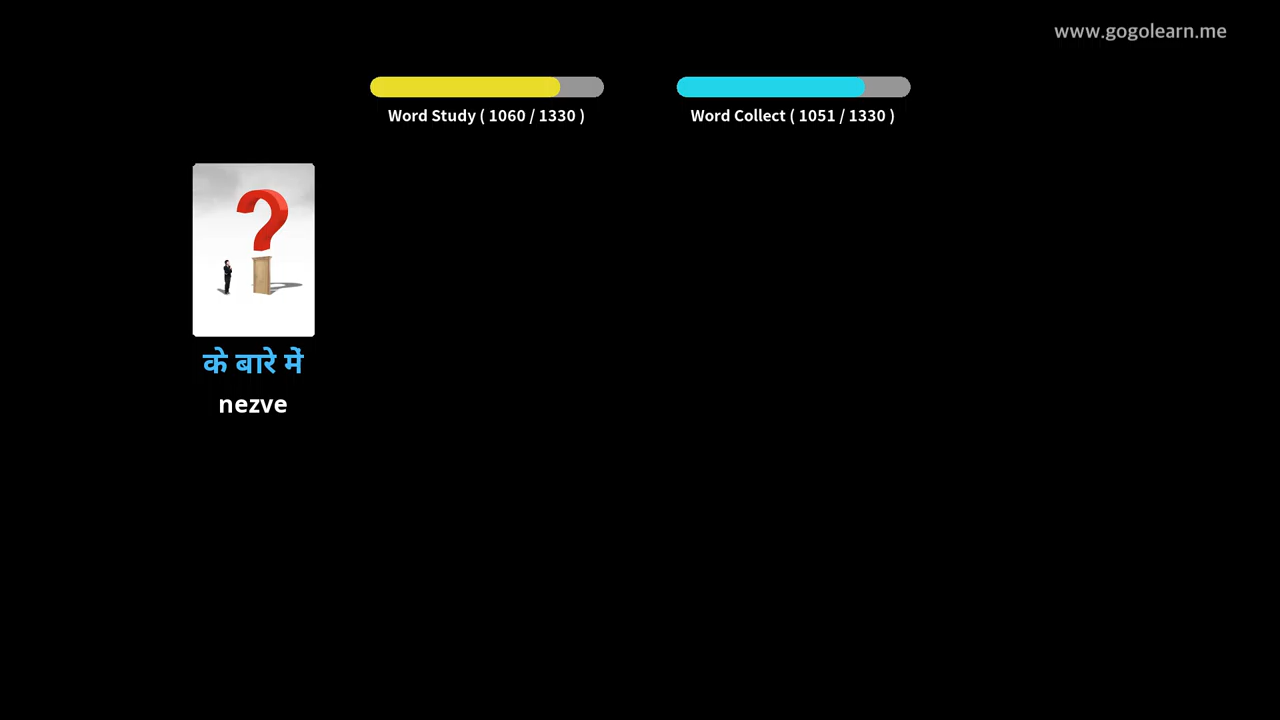 www.gogolearn.me
Word Study ( 1060 / 1330 )
Word Collect ( 1051 / 1330 )
?
के बारे में
nezve